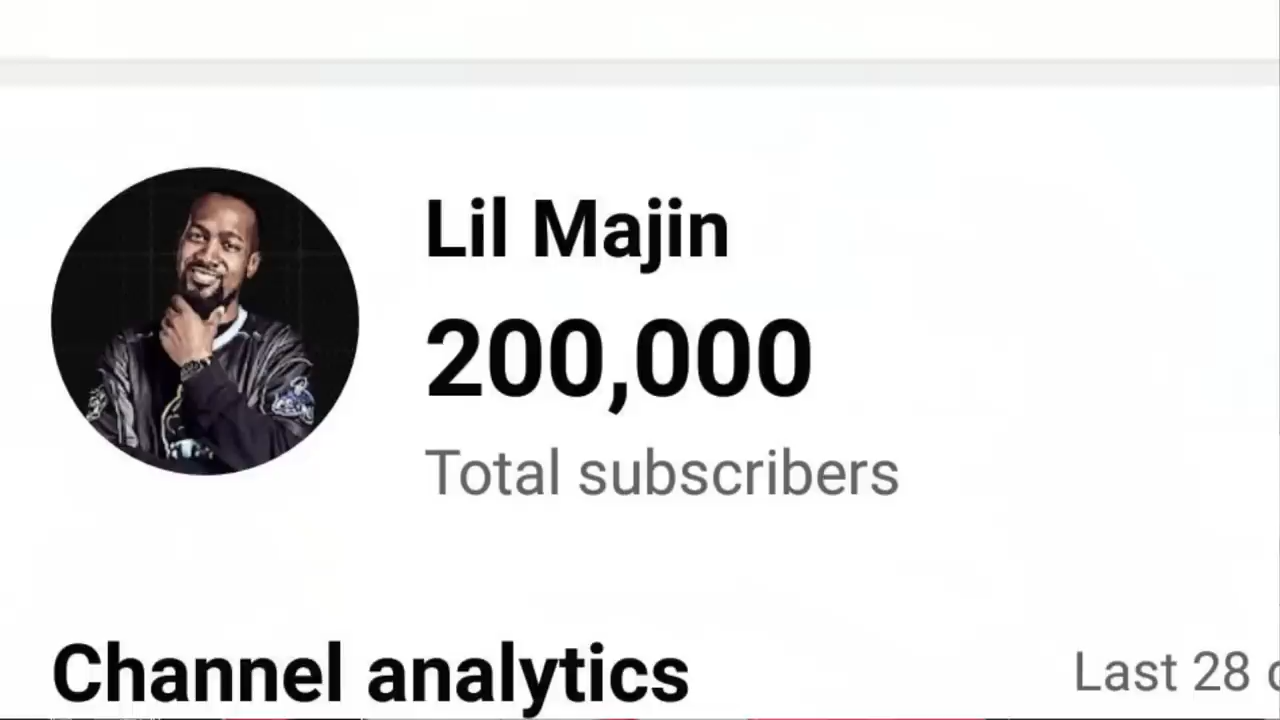 Lil Majin
200,000
Total subscribers
Channel analytics
Last 28